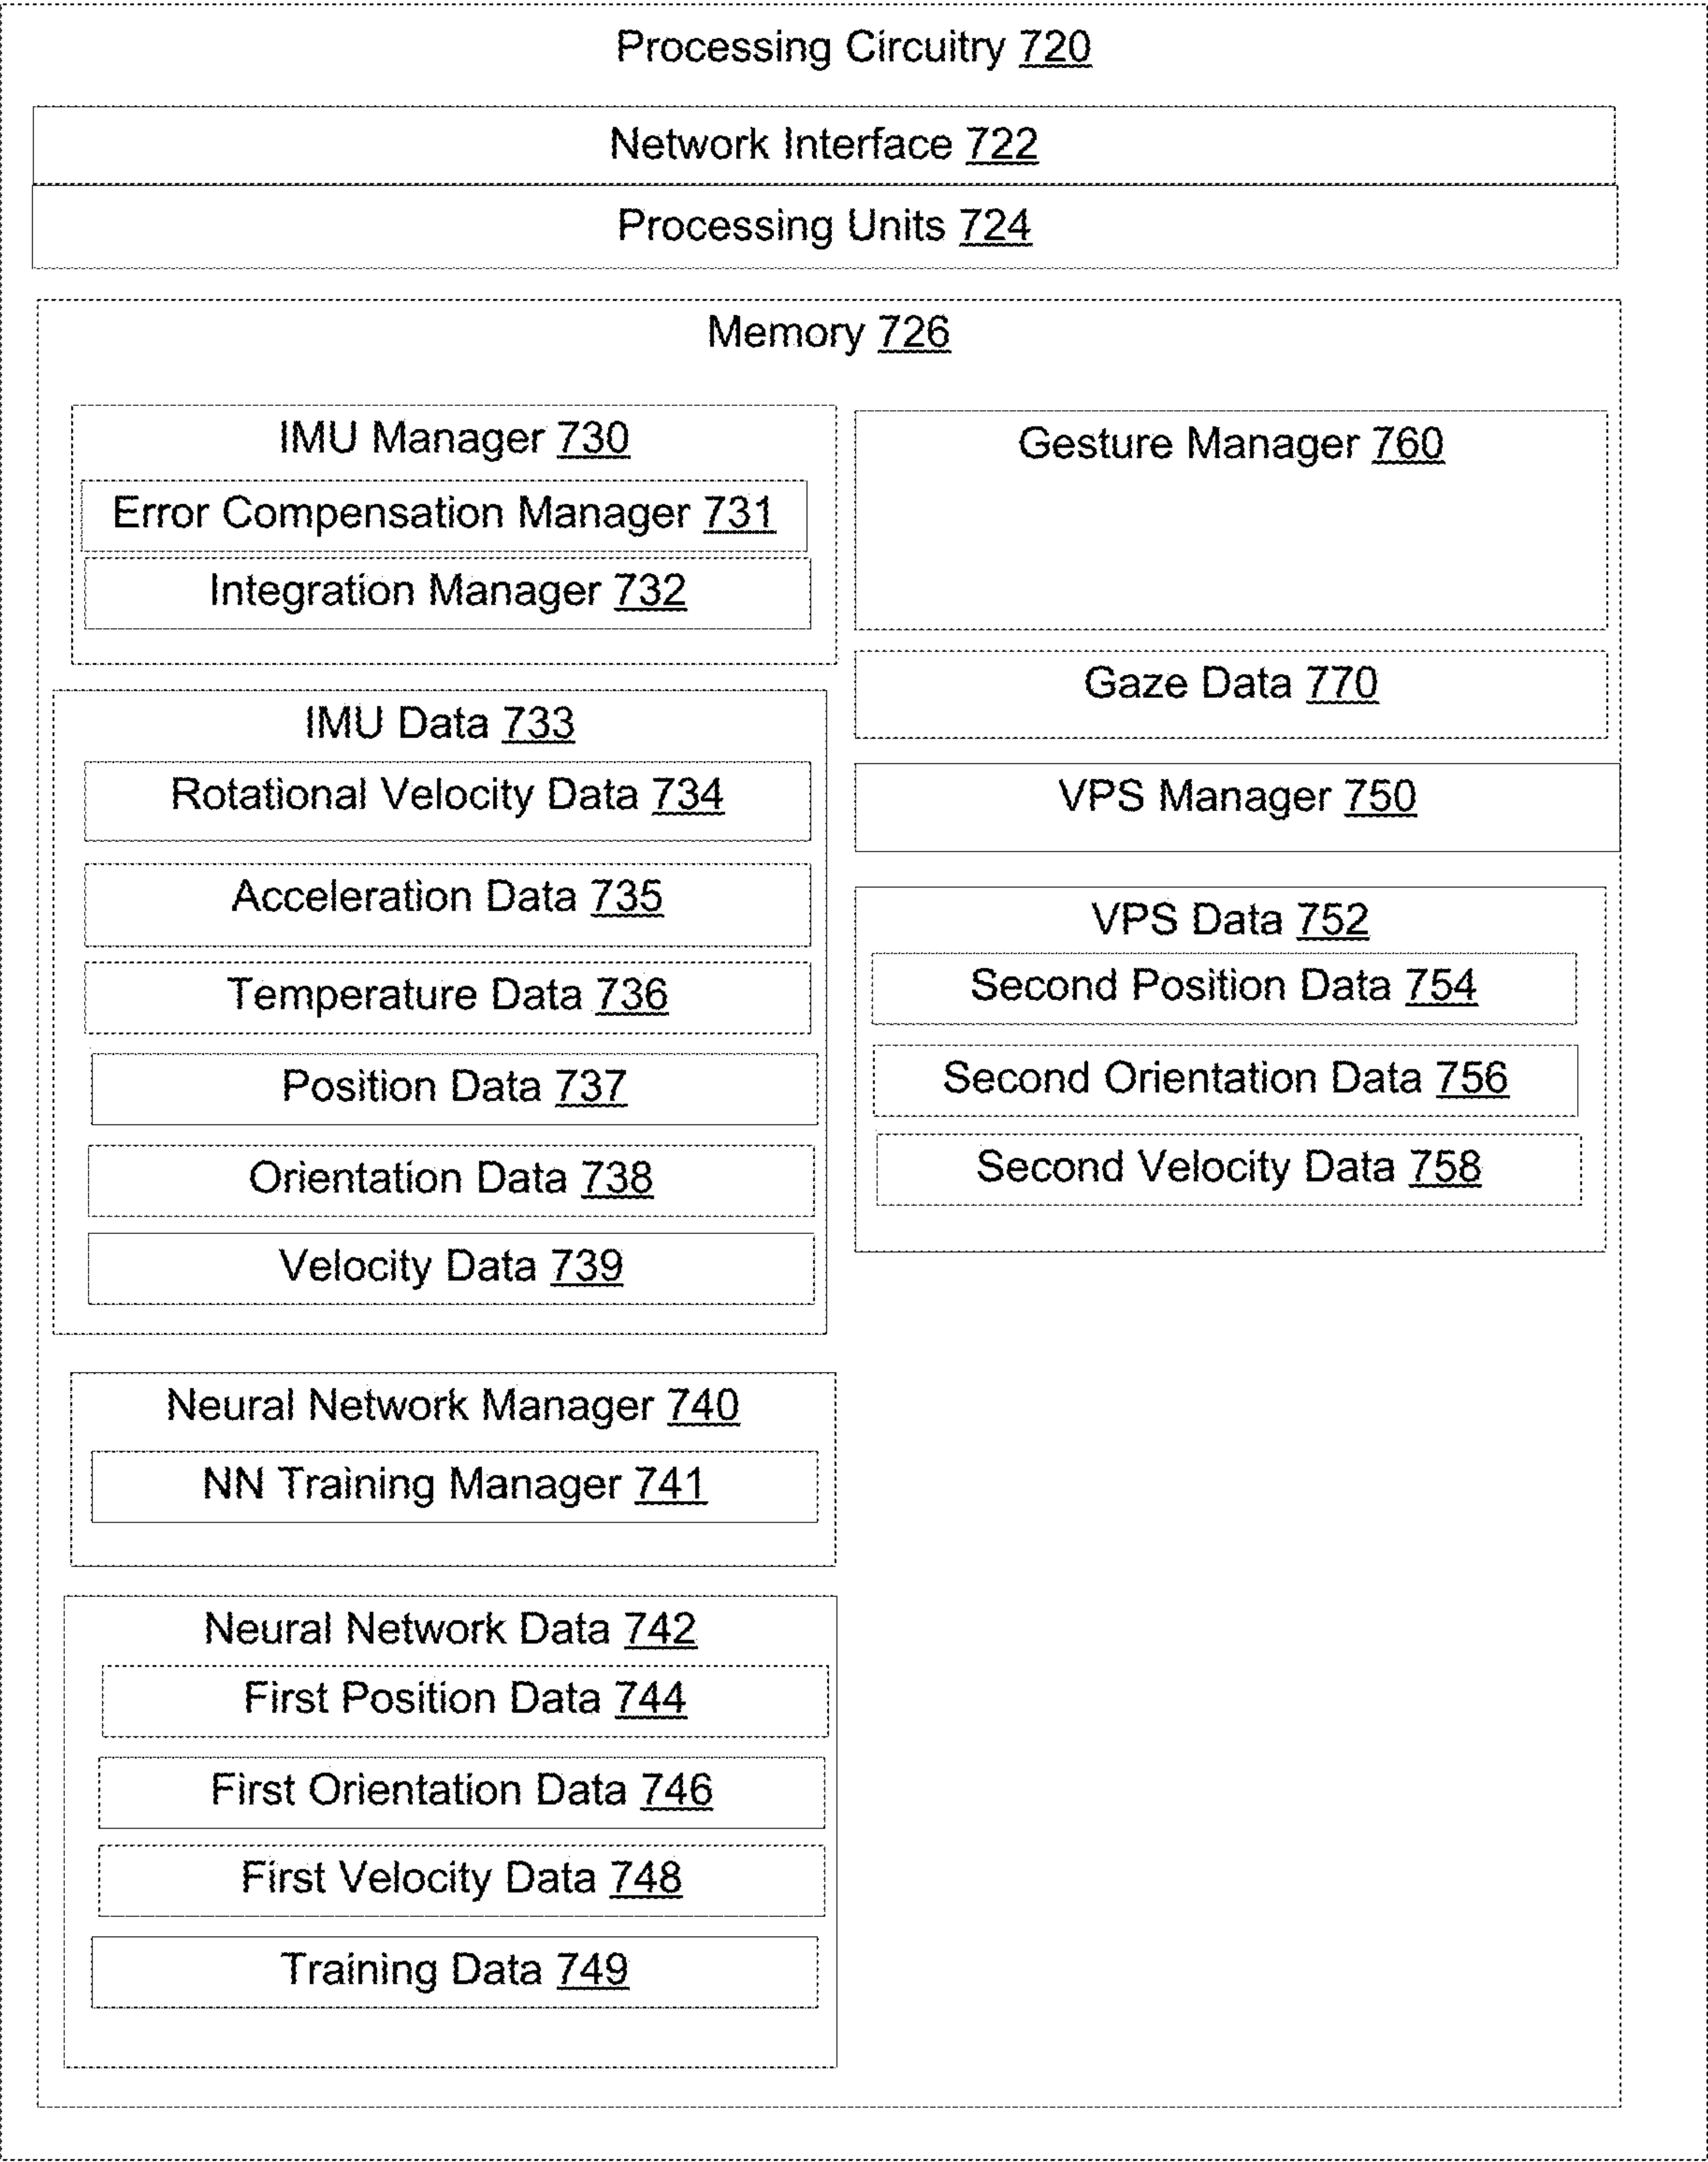 Processing Circuitry 720
Network Interface 722
Processing Units 724
Memory 726
IMU Manager 730
Error Compensation Manager 731
Integration Manager 732
IMU Data 733
Rotational Velocity Data 734
Acceleration Data 735
Temperature Data 736
Position Data 737
Orientation Data 738
Velocity Data 739
Neural Network Manager 740
NN Training Manager 741
Neural Network Data 742
First Position Data 744
First Orientation Data 746
First Velocity Data 748
Training Data 749
Gesture Manager 760
Gaze Data 770
VPS Manager 750
VPS Data 752
Second Position Data 754
Second Orientation Data 756
Second Velocity Data 758